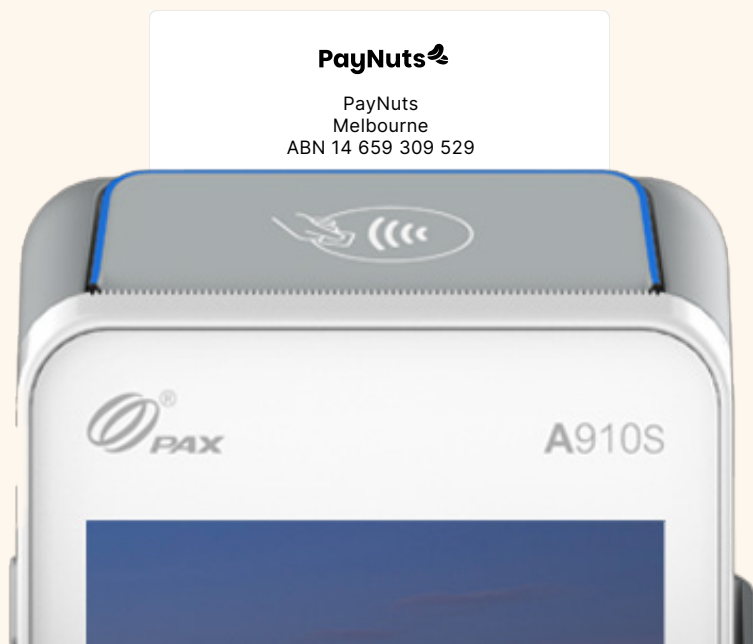 PayNuts
PayNuts
Melbourne
ABN 14 659 309 529
PAX®
A910S